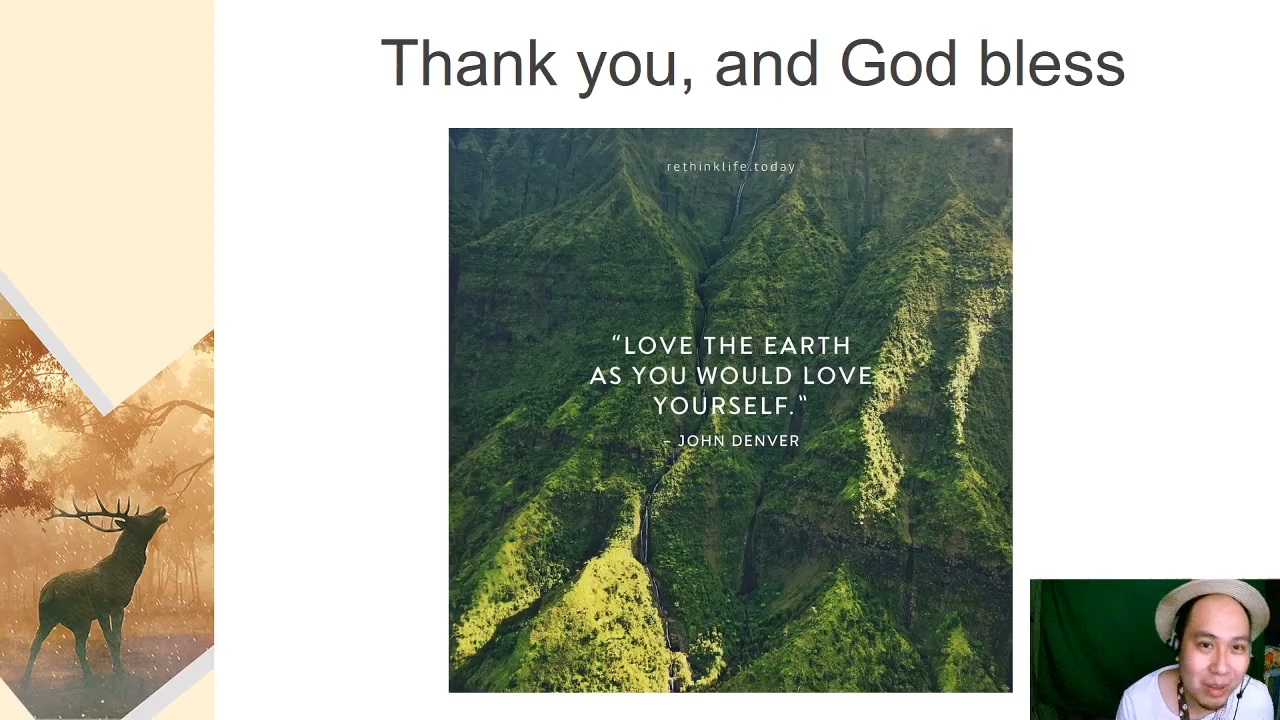 Thank you, and God bless
rethinklife.today
“LOVE THE EARTH
AS YOU WOULD LOVE
YOURSELF.“
– JOHN DENVER